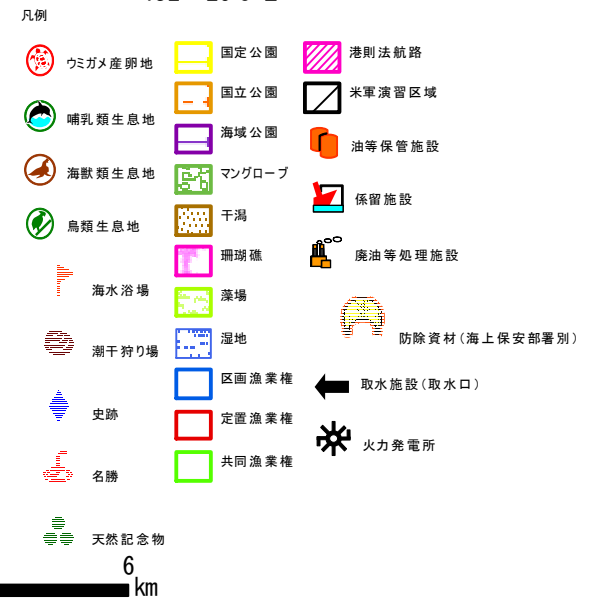 凡例
ウミガメ産卵地
哺乳類生息地
海獣類生息地
鳥類生息地
海水浴場
潮干狩り場
史跡
名勝
天然記念物
国定公園
国立公園
海域公園
マングローブ
干潟
珊瑚礁
藻場
湿地
区画漁業権
定置漁業権
共同漁業権
港則法航路
米軍演習区域
油等保管施設
係留施設
廃油等処理施設
防除資材(海上保安部署別)
取水施設(取水口)
火力発電所
6
km